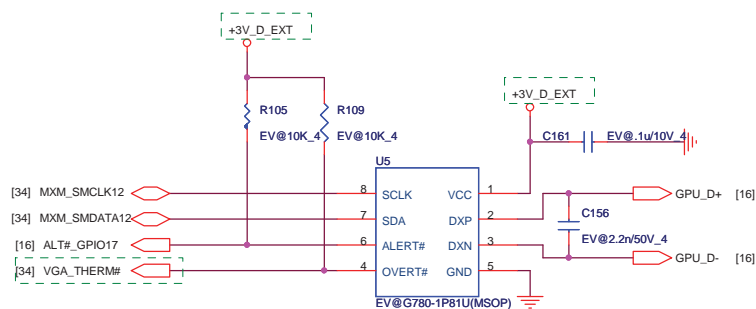 +3V_D_EXT
+3V_D_EXT
R105
R109
EV@10K_4
EV@10K_4
C161
EV@.1u/10V_4
U5
[34] MXM_SMCLK12
8
SCLK
VCC
1
GPU_D+ [16]
[34] MXM_SMDATA12
7
SDA
DXP
2
C156
[16] ALT#_GPIO17
6
ALERT#
DXN
3
EV@2.2n/50V_4
GPU_D- [16]
[34] VGA_THERM#
4
OVERT#
GND
5
EV@G780-1P81U(MSOP)